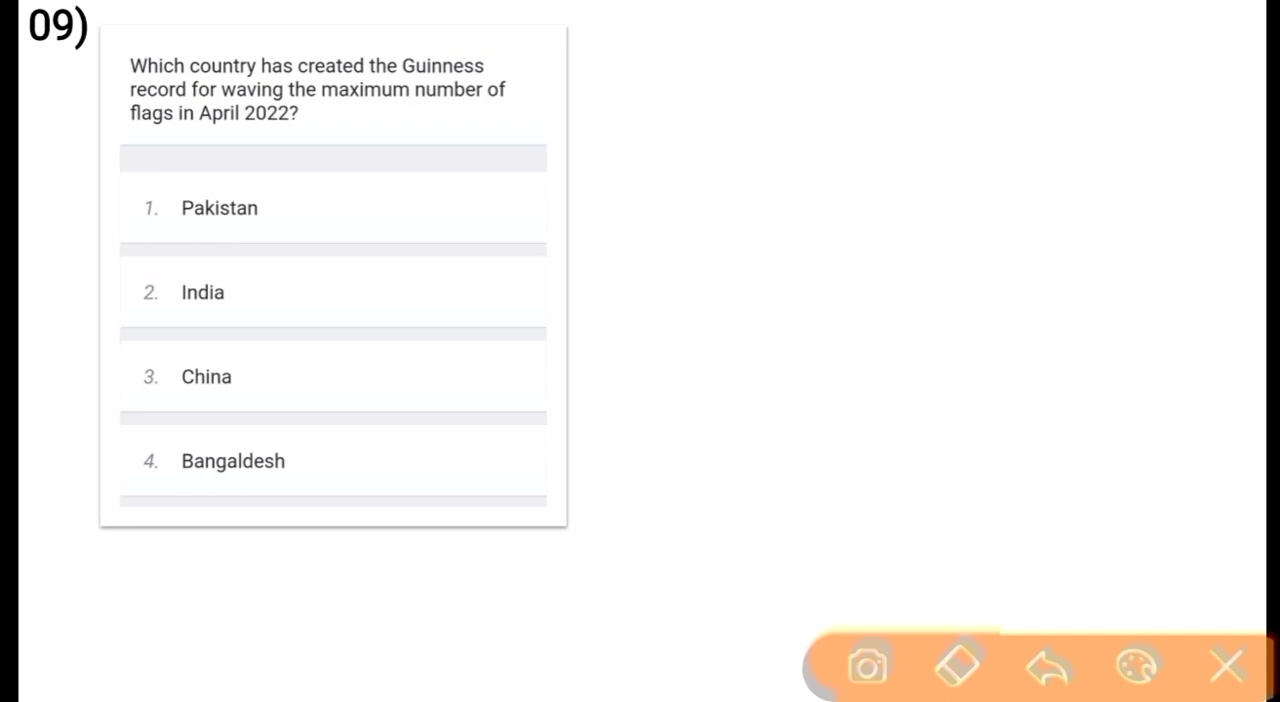 09)
Which country has created the Guinness
record for waving the maximum number of
flags in April 2022?
1. Pakistan
2. India
3. China
4. Bangaldesh